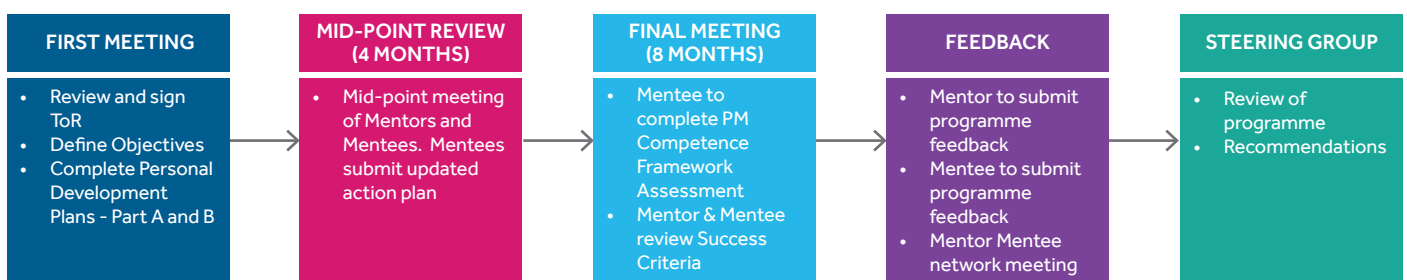 FIRST MEETING
• Review and sign
ToR
• Define Objectives
• Complete Personal
Development
Plans - Part A and B
MID-POINT REVIEW
(4 MONTHS)
• Mid-point meeting
of Mentors and
Mentees.  Mentees
submit updated
action plan
FINAL MEETING
(8 MONTHS)
• Mentee to
complete PM
Competence
Framework
Assessment
• Mentor & Mentee
review Success
Criteria
FEEDBACK
• Mentor to submit
programme
feedback
• Mentee to submit
programme
feedback
• Mentor Mentee
network meeting
STEERING GROUP
• Review of
programme
• Recommendations